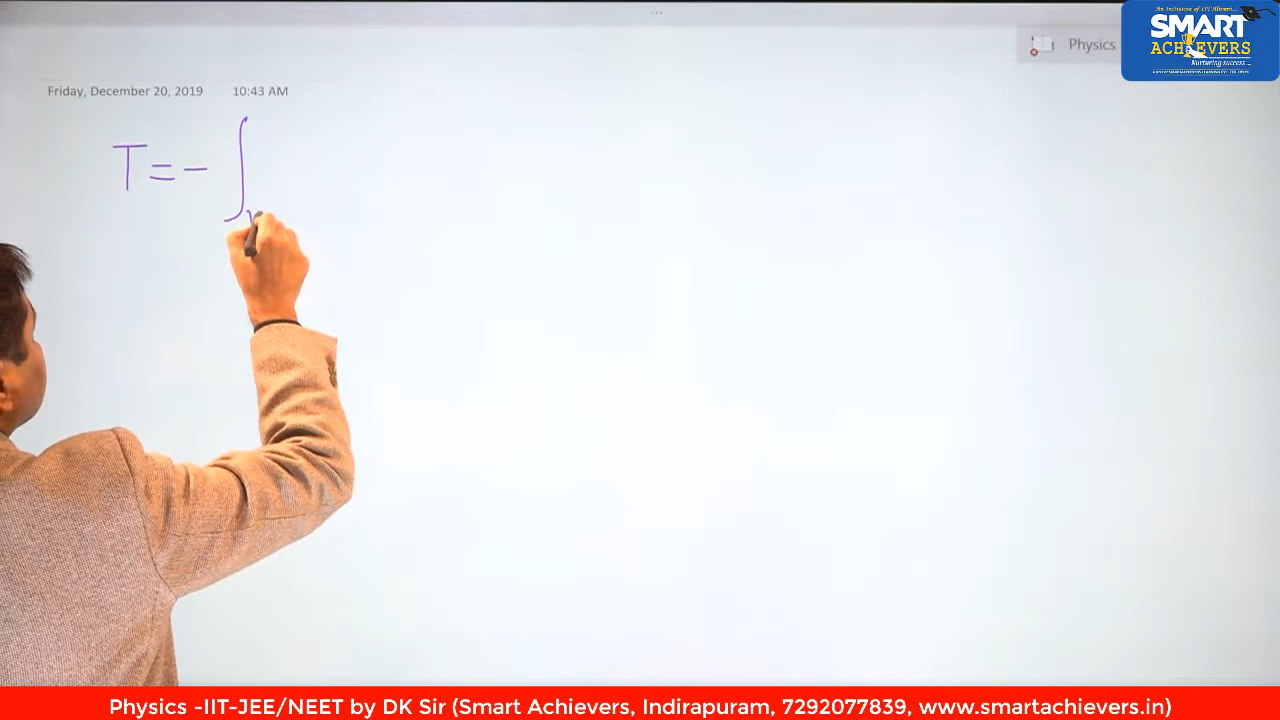 An Initiative of IIT Alumni...
SMART
ACHIEVERS
Nurturing success ...
Physics
Friday, December 20, 2019 10:43 AM
T = - ∫
Physics -IIT-JEE/NEET by DK Sir (Smart Achievers, Indirapuram, 7292077839, www.smartachievers.in)